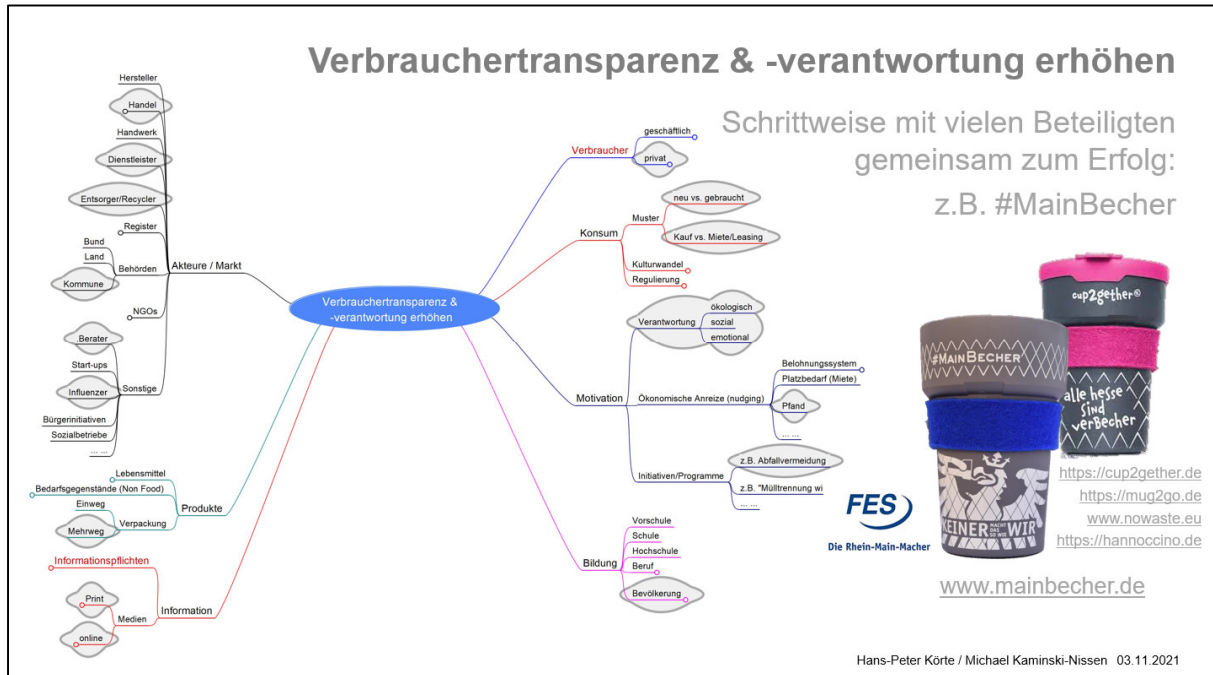 Verbrauchertransparenz & -verantwortung erhöhen
Schrittweise mit vielen Beteiligten
gemeinsam zum Erfolg:
z.B. #MainBecher
Hersteller
Handel
Handwerk
Dienstleister
Entsorger/Recycler
Register
Bund
Land
Kommune
Behörden
Akteure / Markt
NGOs
.Berater
Start-ups
Influenzer
Sonstige
Bürgerinitiativen
Sozialbetriebe
... ...
Lebensmittel
Bedarfsgegenstände (Non Food)
Produkte
Einweg
Verpackung
Mehrweg
Informationspflichten
Print
Medien
Information
online
Verbrauchertransparenz &
-verantwortung erhöhen
Verbraucher
geschäftlich
privat
Konsum
Muster
neu vs. gebraucht
Kauf vs. Miete/Leasing
Kulturwandel
Regulierung
Motivation
Verantwortung
ökologisch
sozial
emotional
Ökonomische Anreize (nudging)
Belohnungssystem
Platzbedarf (Miete)
Pfand
... ...
Initiativen/Programme
z.B. Abfallvermeidung
z.B. "Mülltrennung wi
... ...
Bildung
Vorschule
Schule
Hochschule
Beruf
Bevölkerung
cup2gether®
alle hesse
sind
verBecher
#MAINBECHER
KEINER MACHT DAS SO WIE WIR
FES
Die Rhein-Main-Macher
https://cup2gether.de
https://mug2go.de
www.nowaste.eu
https://hannoccino.de
www.mainbecher.de
Hans-Peter Körte / Michael Kaminski-Nissen 03.11.2021